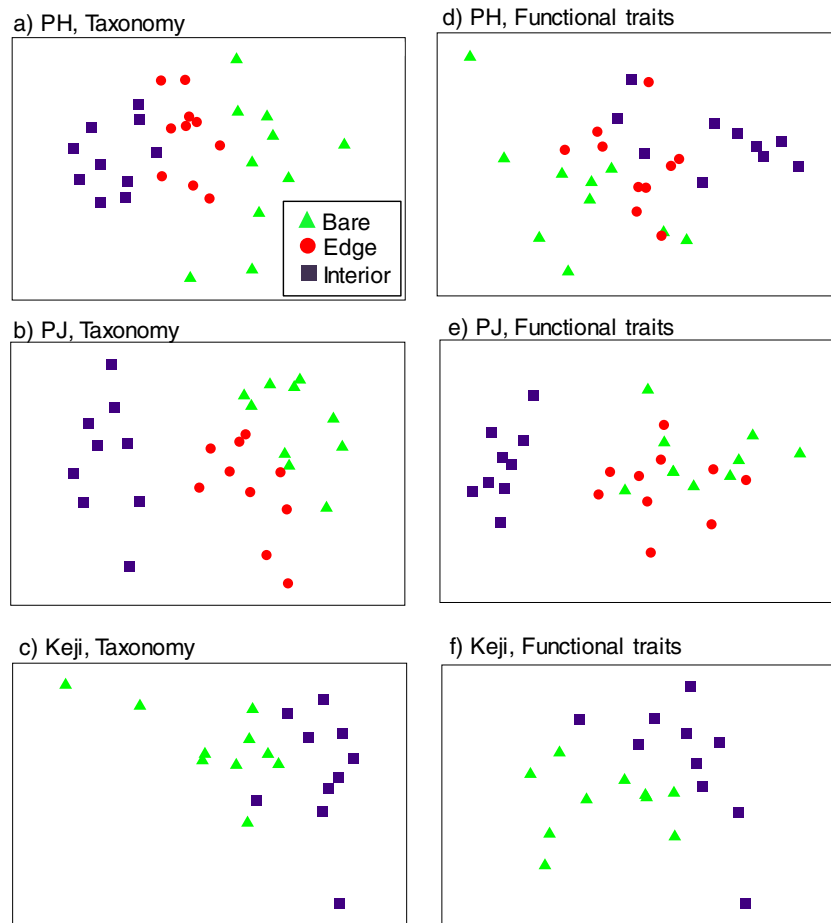 a) PH, Taxonomy
Bare
Edge
Interior
b) PJ, Taxonomy
c) Keji, Taxonomy
d) PH, Functional traits
e) PJ, Functional traits
f) Keji, Functional traits